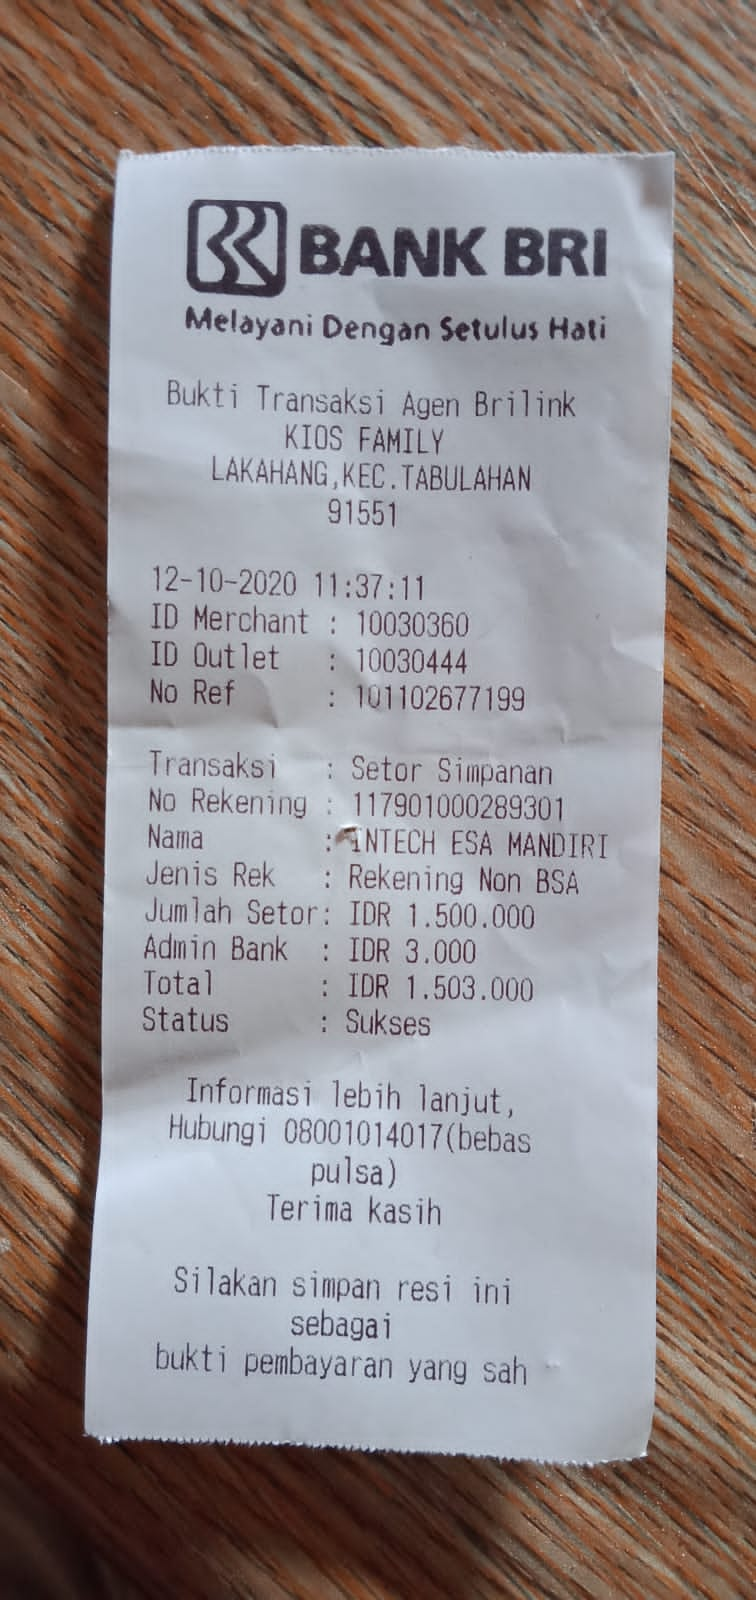 BANK BRI
Melayani Dengan Setulus Hati
Bukti Transaksi Agen Brilink
KIOS FAMILY
LAKAHANG,KEC.TABULAHAN
91551
12-10-2020 11:37:11
ID Merchant : 10030360
ID Outlet : 10030444
No Ref : 101102677199
Transaksi : Setor Simpanan
No Rekening : 117901000289301
Nama : INTECH ESA MANDIRI
Jenis Rek : Rekening Non BSA
Jumlah Setor: IDR 1.500.000
Admin Bank : IDR 3.000
Total : IDR 1.503.000
Status : Sukses
Informasi lebih lanjut,
Hubungi 08001014017(bebas
pulsa)
Terima kasih
Silakan simpan resi ini
sebagai
bukti pembayaran yang sah